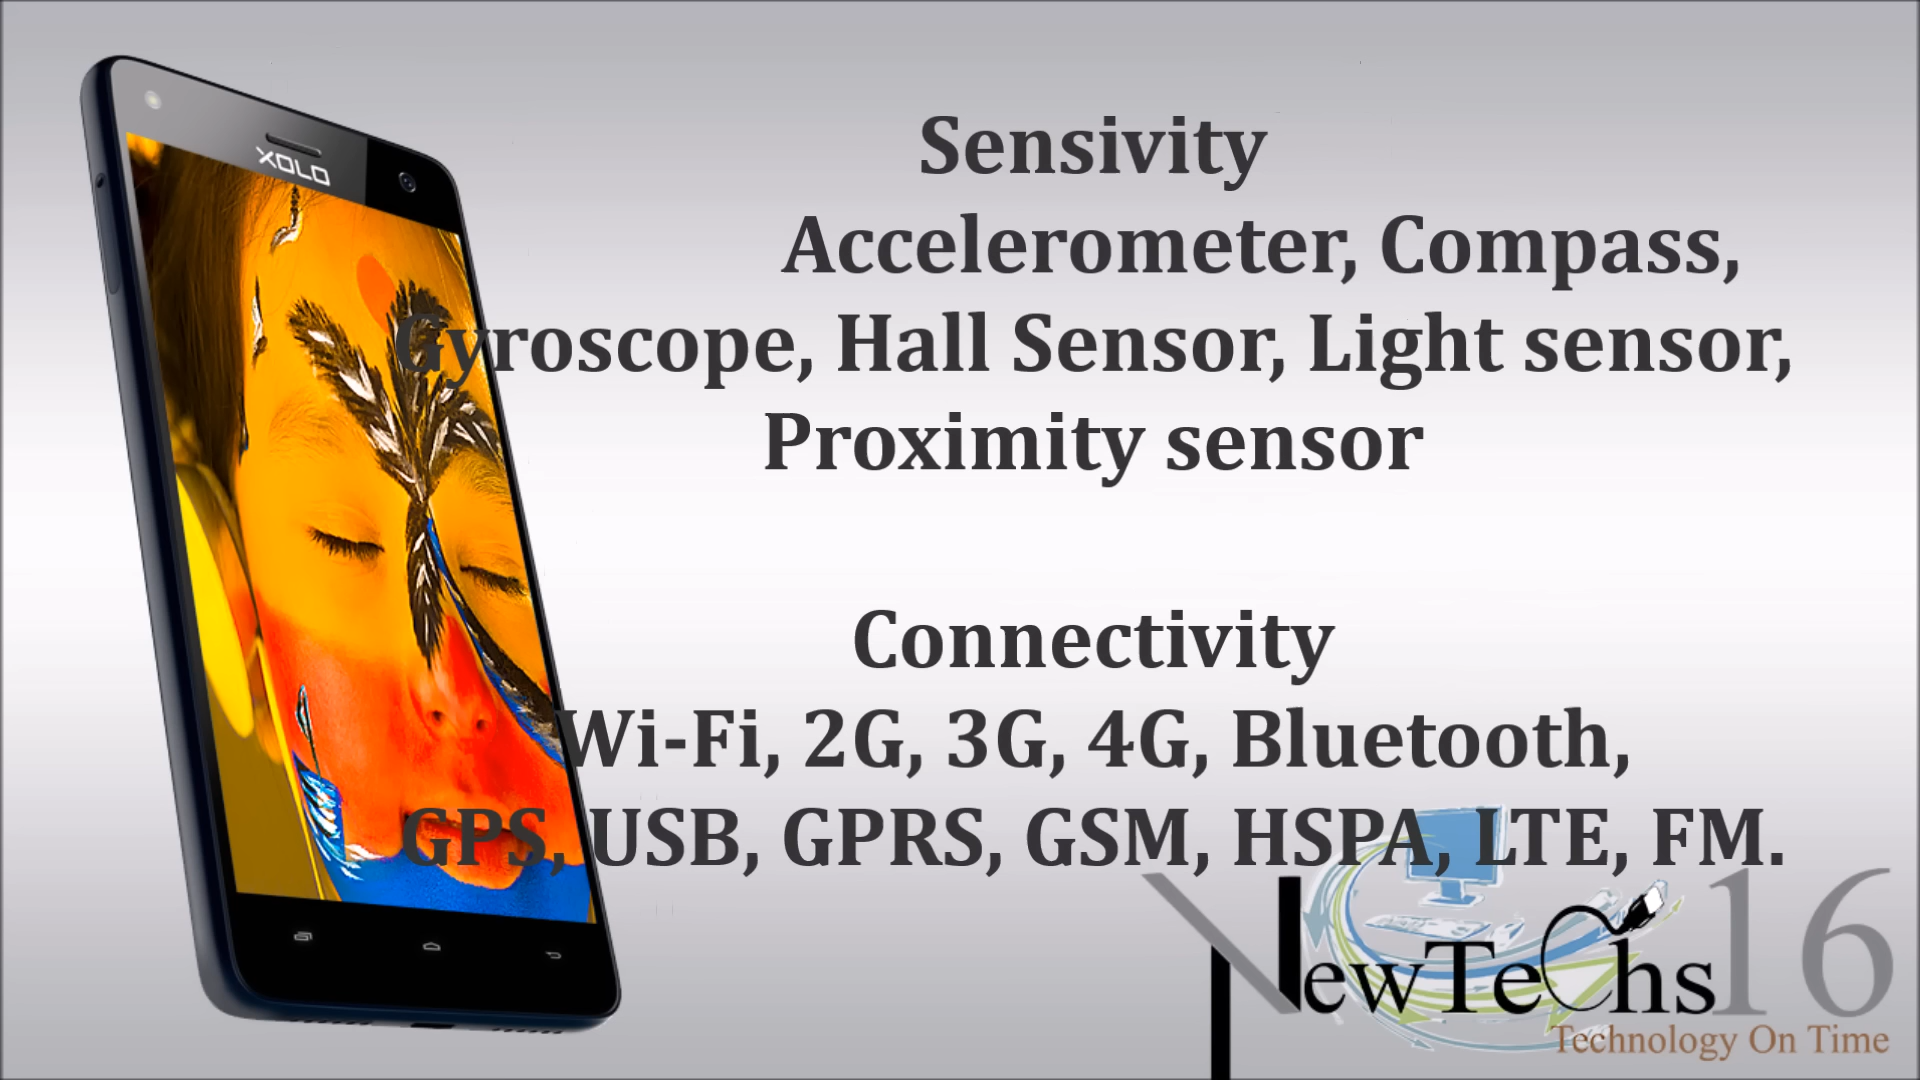 XOLO
Sensivity
Accelerometer, Compass,
Gyroscope, Hall Sensor, Light sensor,
Proximity sensor
Connectivity
Wi-Fi, 2G, 3G, 4G, Bluetooth,
GPS, USB, GPRS, GSM, HSPA, LTE, FM.
NewTechs16
Technology On Time